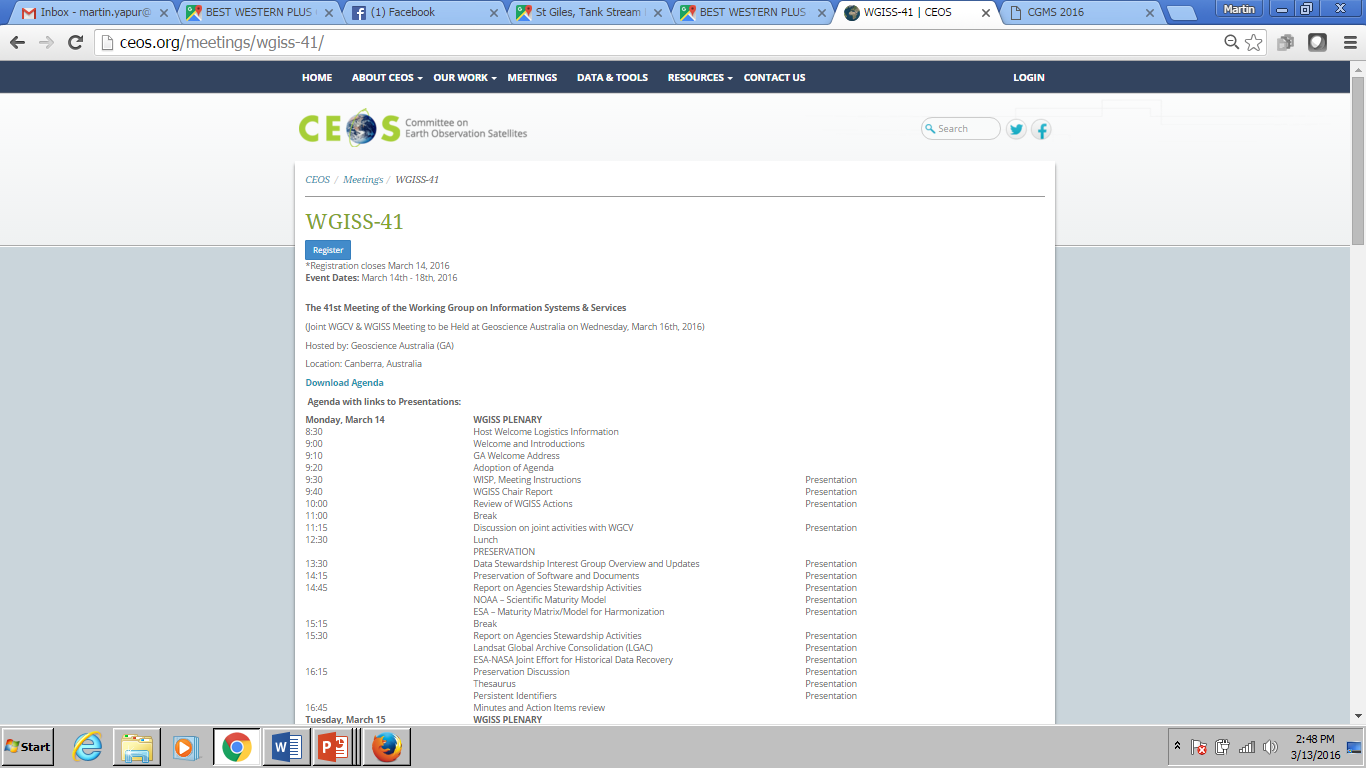 Inbox - martin.yapur@
BEST WESTERN PLUS
(1) Facebook
St Giles, Tank Stream
BEST WESTERN PLUS
WGISS-41 | CEOS
CGMS 2016
Martin
ceos.org/meetings/wgiss-41/
HOME ABOUT CEOS OUR WORK MEETINGS DATA & TOOLS RESOURCES CONTACT US LOGIN
CEOS
Committee on
Earth Observation Satellites
Search
CEOS / Meetings / WGISS-41
WGISS-41
Register
*Registration closes March 14, 2016
Event Dates: March 14th - 18th, 2016
The 41st Meeting of the Working Group on Information Systems & Services
(Joint WGCV & WGISS Meeting to be Held at Geoscience Australia on Wednesday, March 16th, 2016)
Hosted by: Geoscience Australia (GA)
Location: Canberra, Australia
Download Agenda
Agenda with links to Presentations:
Monday, March 14 WGISS PLENARY
8:30 Host Welcome Logistics Information
9:00 Welcome and Introductions
9:10 GA Welcome Address
9:20 Adoption of Agenda
9:30 WISP, Meeting Instructions Presentation
9:40 WGISS Chair Report Presentation
10:00 Review of WGISS Actions Presentation
11:00 Break
11:15 Discussion on joint activities with WGCV Presentation
12:30 Lunch
PRESERVATION
13:30 Data Stewardship Interest Group Overview and Updates Presentation
14:15 Preservation of Software and Documents Presentation
14:45 Report on Agencies Stewardship Activities Presentation
NOAA – Scientific Maturity Model Presentation
ESA – Maturity Matrix/Model for Harmonization Presentation
15:15 Break
15:30 Report on Agencies Stewardship Activities Presentation
Landsat Global Archive Consolidation (LGAC) Presentation
ESA-NASA Joint Effort for Historical Data Recovery Presentation
16:15 Preservation Discussion Presentation
Thesaurus Presentation
Persistent Identifiers Presentation
16:45 Minutes and Action Items review
Tuesday, March 15 WGISS PLENARY
Start
2:48 PM
3/13/2016